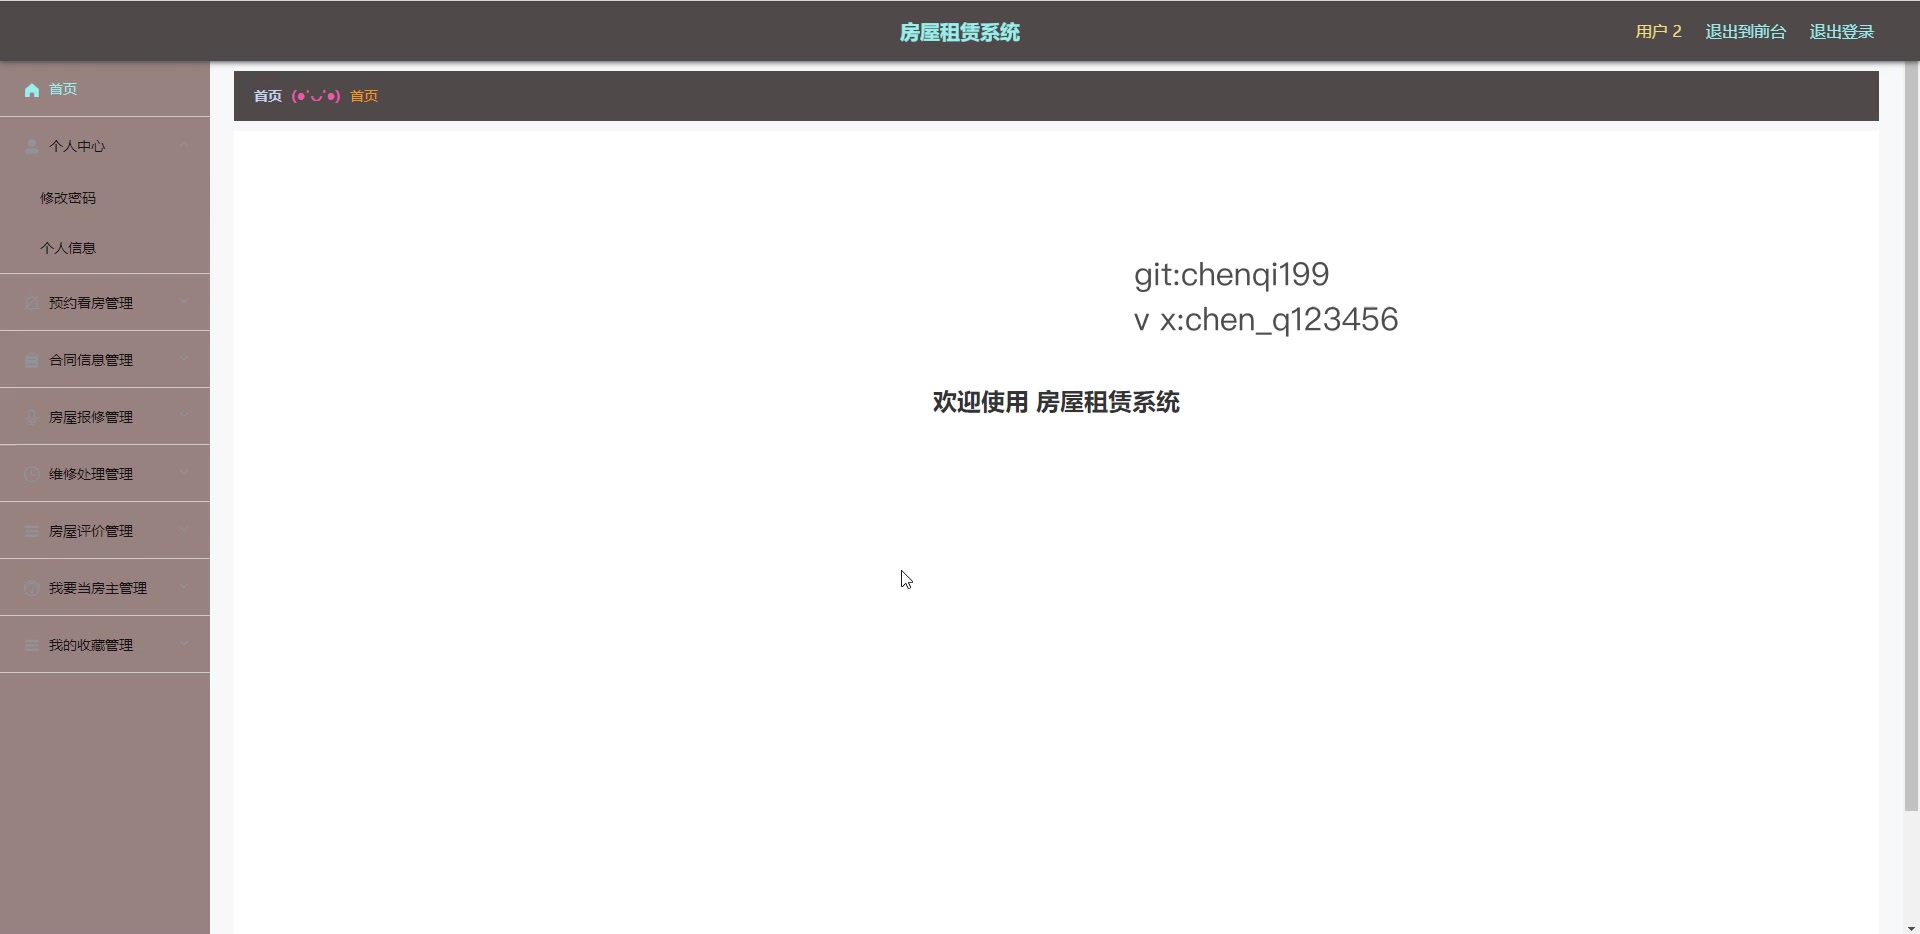 房屋租赁系统
用户 2 退出到前台 退出登录
首页
个人中心
修改密码
个人信息
预约看房管理
合同信息管理
房屋报修管理
维修处理管理
房屋评价管理
我要当房主管理
我的收藏管理
首页 (●'◡'●) 首页
git:chenqi199
v x:chen_q123456
欢迎使用 房屋租赁系统